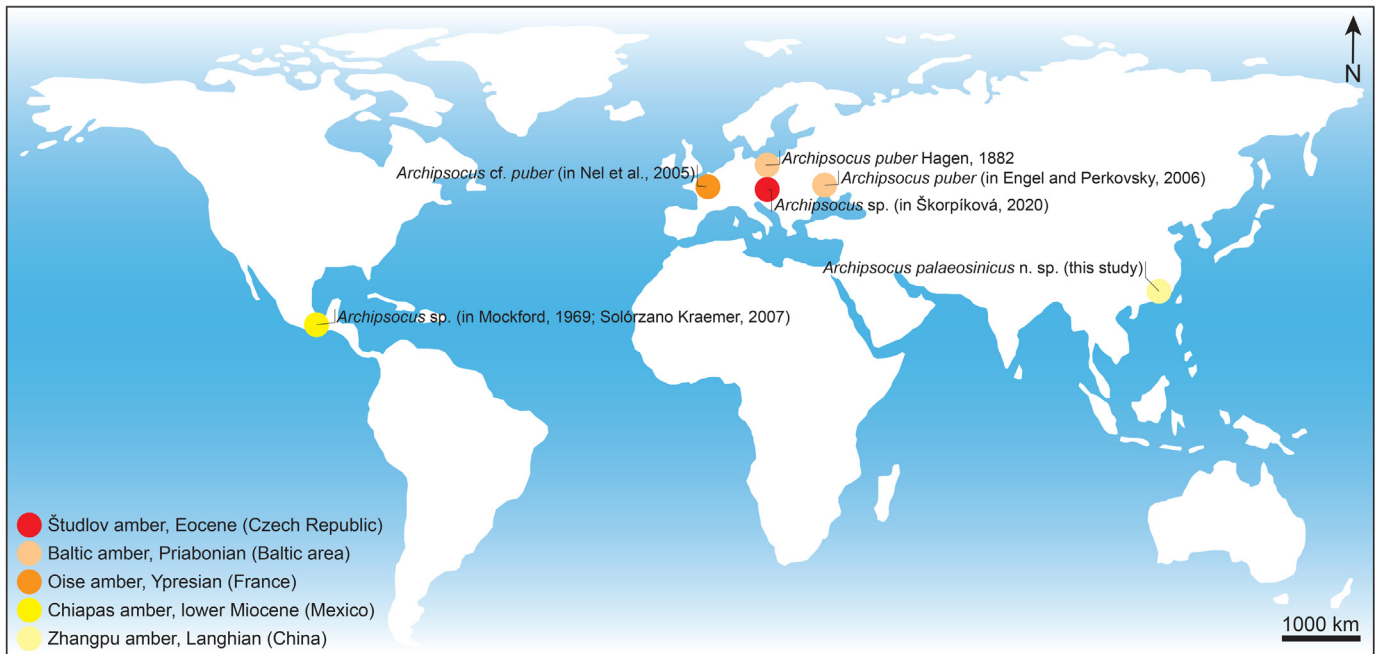 N
Archipsocus puber Hagen, 1882
Archipsocus cf. puber (in Nel et al., 2005)
Archipsocus puber (in Engel and Perkovsky, 2006)
Archipsocus sp. (in Škorpíková, 2020)
Archipsocus palaeosinicus n. sp. (this study)
Archipsocus sp. (in Mockford, 1969; Solórzano Kraemer, 2007)
Študlov amber, Eocene (Czech Republic)
Baltic amber, Priabonian (Baltic area)
Oise amber, Ypresian (France)
Chiapas amber, lower Miocene (Mexico)
Zhangpu amber, Langhian (China)
1000 km